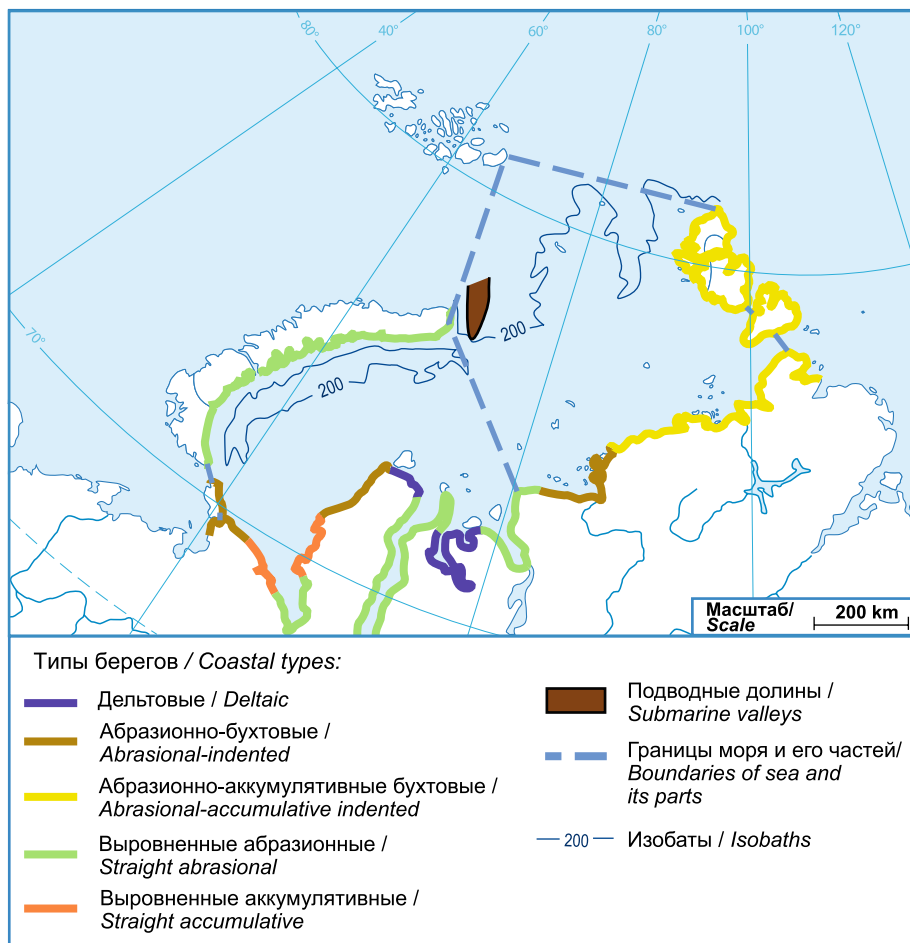 80°
40°
60°
80°
100°
120°
70°
200
200
Масштаб/
Scale
200 km
Типы берегов / Coastal types:
Дельтовые / Deltaic
Абразионно-бухтовые /
Abrasional-indented
Абразионно-аккумулятивные бухтовые /
Abrasional-accumulative indented
Выровненные абразионные /
Straight abrasional
Выровненные аккумулятивные /
Straight accumulative
Подводные долины /
Submarine valleys
Границы моря и его частей/
Boundaries of sea and
its parts
200
Изобаты / Isobaths